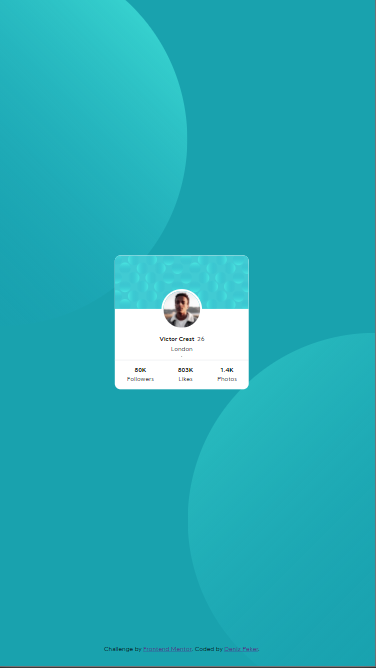 Victor Crest 26
London
80K 803K 1.4K
Followers Likes Photos
Challenge by Frontend Mentor. Coded by Deniz Peker.